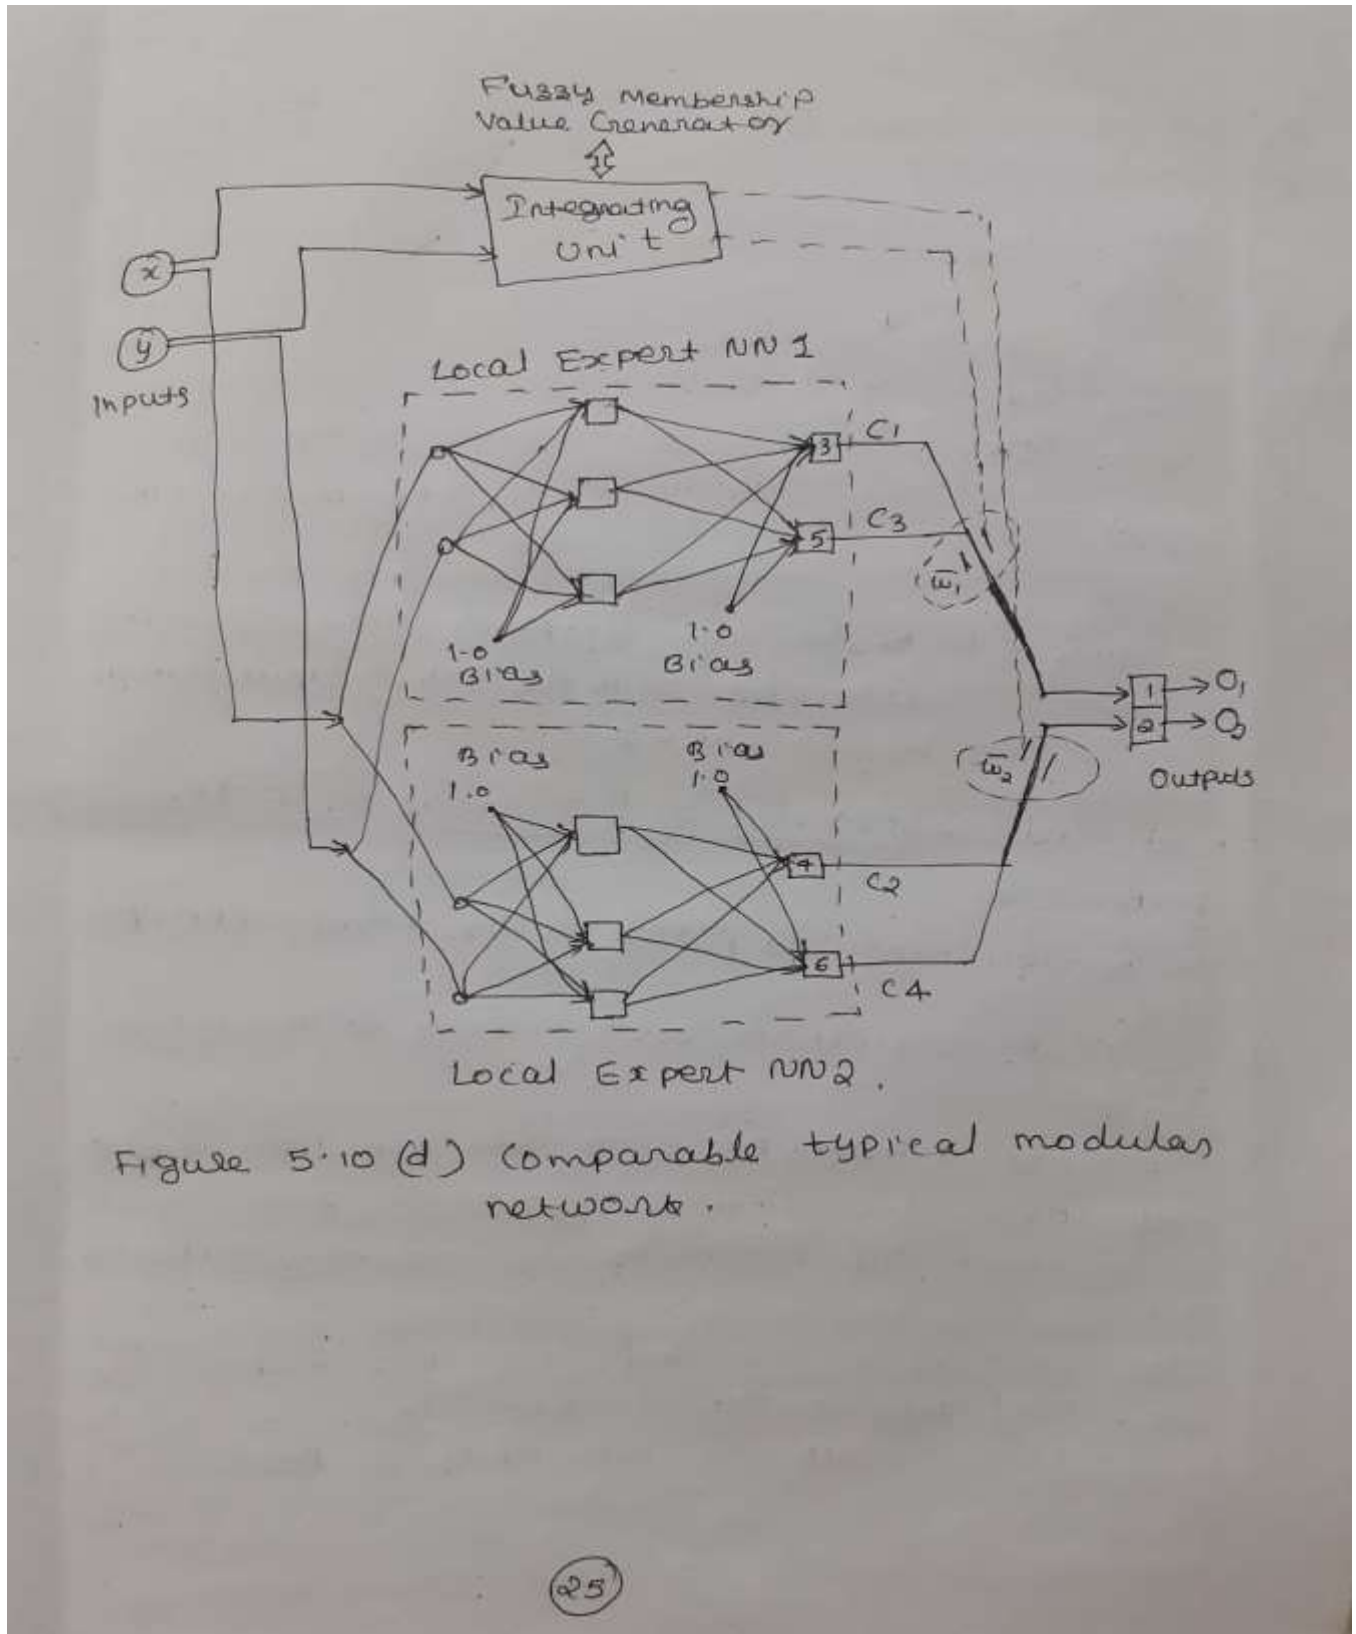 Fuzzy Membership
Value Generator
Integrating
Unit
x
y
Inputs
Local Expert NN 1
3
C1
5
C3
w̅1
1.0
Bias
1.0
Bias
1
O1
2
O2
Outputs
w̅2
Bias
1.0
Bias
1.0
4
C2
6
C4
Local Expert NN2.
Figure 5.10 (d) Comparable typical modular
network.
25